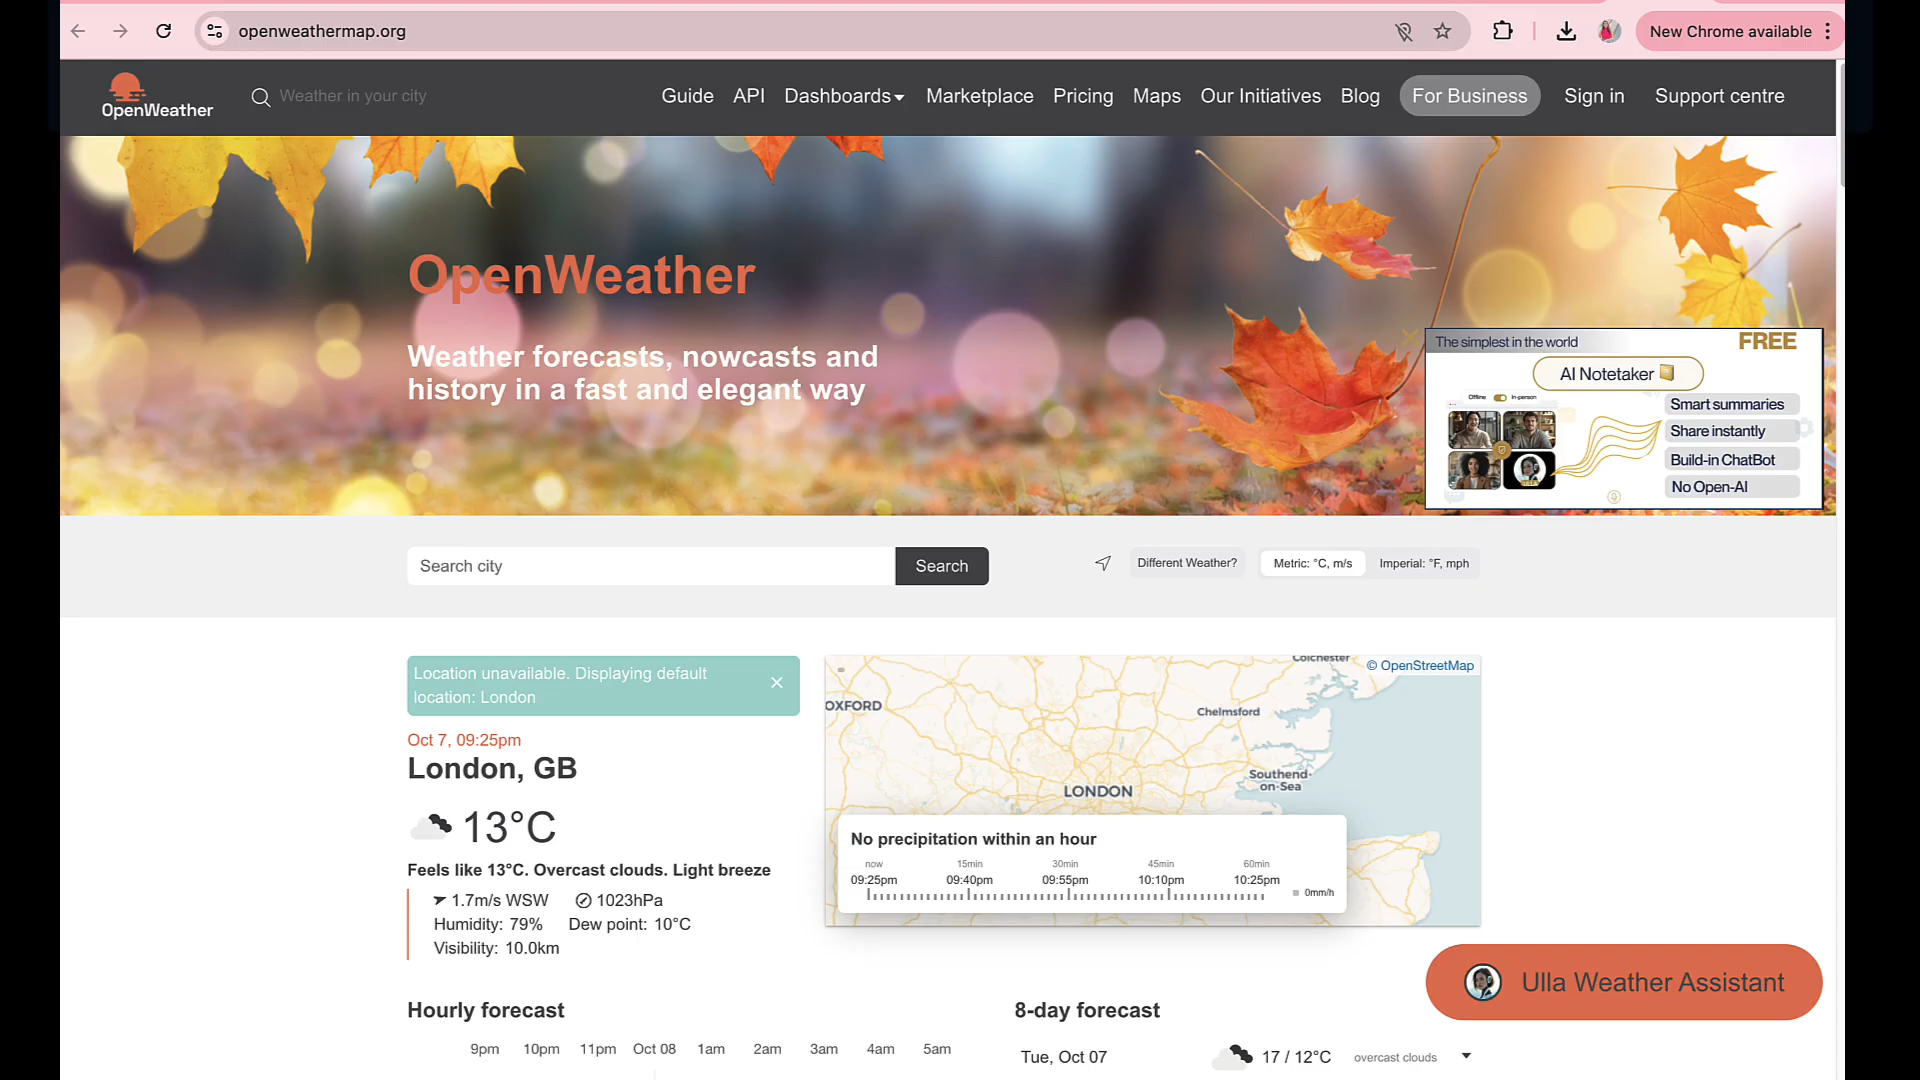 openweathermap.org
New Chrome available
OpenWeather
Weather in your city
Guide API Dashboards Marketplace Pricing Maps Our Initiatives Blog For Business Sign in Support centre
OpenWeather
Weather forecasts, nowcasts and
history in a fast and elegant way
The simplest in the world
FREE
AI Notetaker
Offline In-person
Smart summaries
Share instantly
Build-in ChatBot
No Open-AI
Search city
Search
Different Weather?
Metric: °C, m/s
Imperial: °F, mph
Location unavailable. Displaying default
location: London
Oct 7, 09:25pm
London, GB
13°C
Feels like 13°C. Overcast clouds. Light breeze
1.7m/s WSW 1023hPa
Humidity: 79% Dew point: 10°C
Visibility: 10.0km
Colchester
© OpenStreetMap
OXFORD
Chelmsford
Southend-
on-Sea
LONDON
No precipitation within an hour
now 15min 30min 45min 60min
09:25pm 09:40pm 09:55pm 10:10pm 10:25pm
0mm/h
Ulla Weather Assistant
Hourly forecast
9pm 10pm 11pm Oct 08 1am 2am 3am 4am 5am
8-day forecast
Tue, Oct 07 17 / 12°C overcast clouds